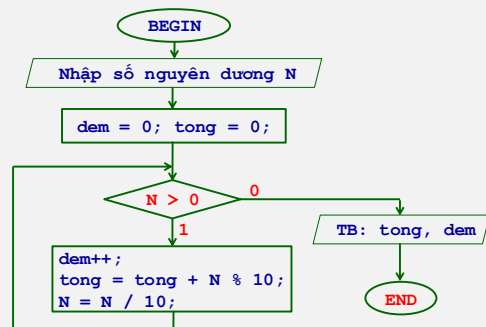 BEGIN
Nhập số nguyên dương N
dem = 0; tong = 0;
N > 0
0
1
TB: tong, dem
dem++;
tong = tong + N % 10;
N = N / 10;
END